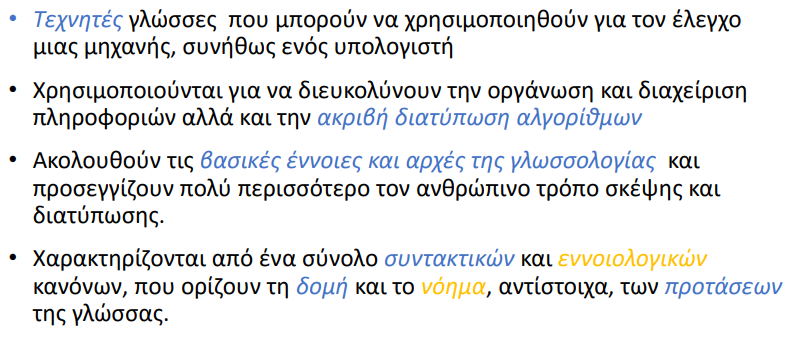 • Τεχνητές γλώσσες που μπορούν να χρησιμοποιηθούν για τον έλεγχο
μιας μηχανής, συνήθως ενός υπολογιστή
• Χρησιμοποιούνται για να διευκολύνουν την οργάνωση και διαχείριση
πληροφοριών αλλά και την ακριβή διατύπωση αλγορίθμων
• Ακολουθούν τις βασικές έννοιες και αρχές της γλωσσολογίας και
προσεγγίζουν πολύ περισσότερο τον ανθρώπινο τρόπο σκέψης και
διατύπωσης.
• Χαρακτηρίζονται από ένα σύνολο συντακτικών και εννοιολογικών
κανόνων, που ορίζουν τη δομή και το νόημα, αντίστοιχα, των προτάσεων
της γλώσσας.